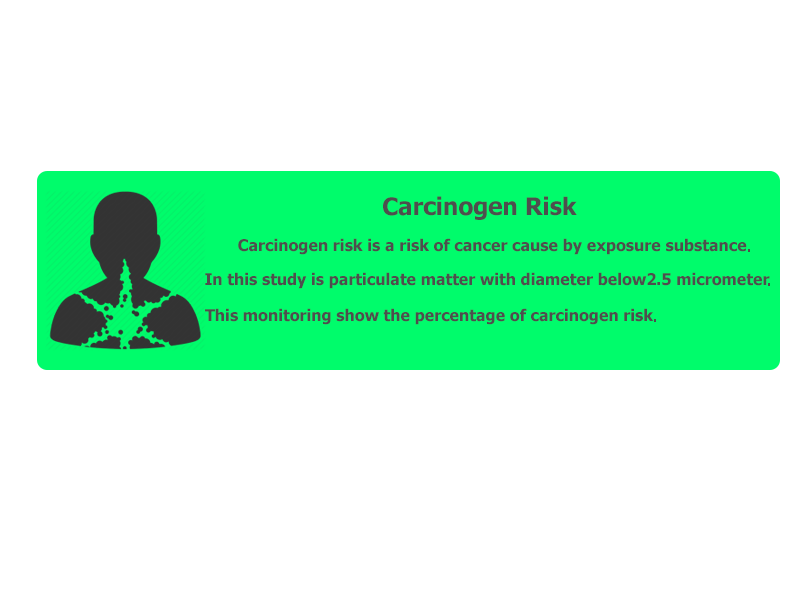 Carcinogen Risk
Carcinogen risk is a risk of cancer cause by exposure substance.
In this study is particulate matter with diameter below2.5 micrometer.
This monitoring show the percentage of carcinogen risk.